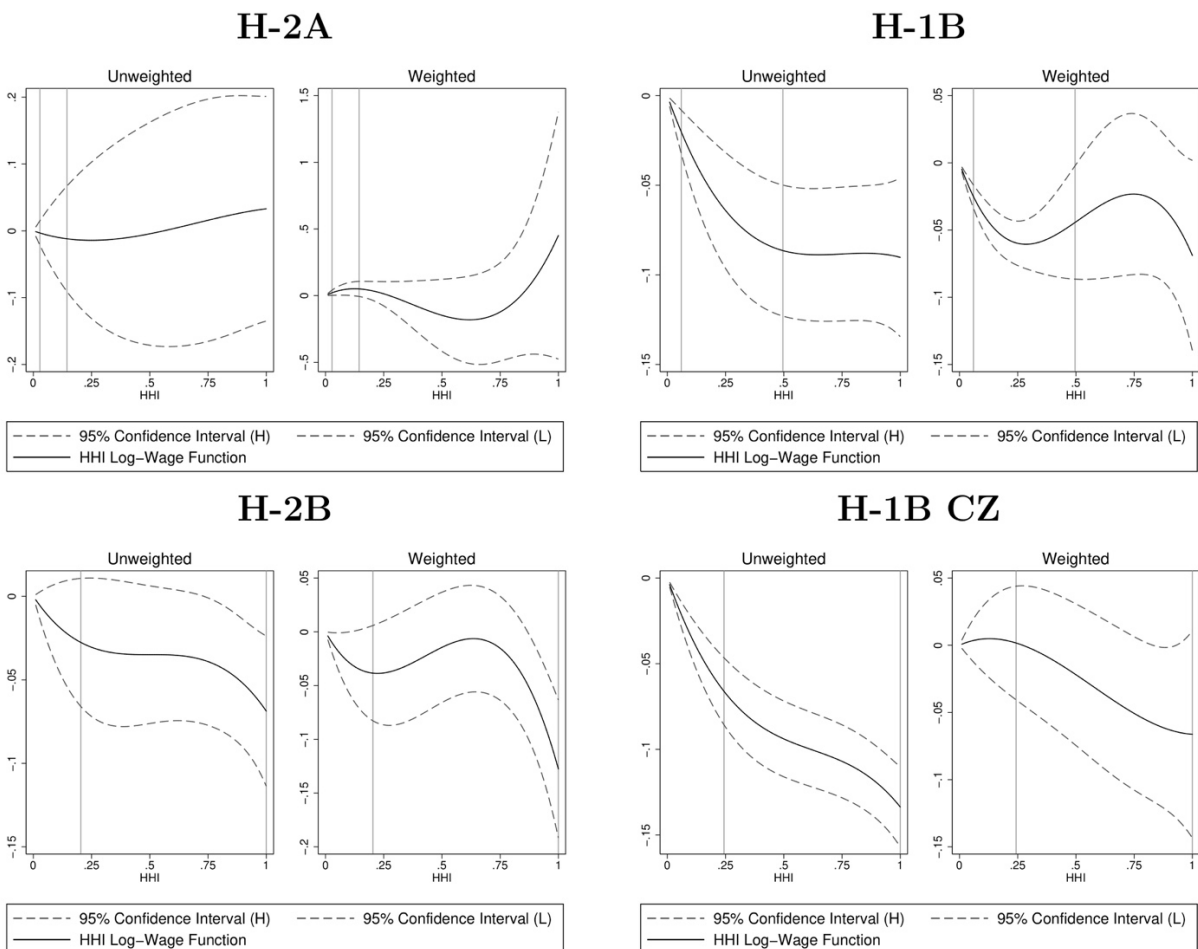 H-2A
Unweighted
.2
.1
0
-.1
-.2
0 .25 .5 .75 1
HHI
Weighted
1.5
1
.5
0
-.5
0 .25 .5 .75 1
HHI
95% Confidence Interval (H) 95% Confidence Interval (L)
HHI Log-Wage Function
H-1B
Unweighted
0
-.05
-.1
-.15
0 .25 .5 .75 1
HHI
Weighted
.05
0
-.05
-.1
-.15
0 .25 .5 .75 1
HHI
95% Confidence Interval (H) 95% Confidence Interval (L)
HHI Log-Wage Function
H-2B
Unweighted
0
-.05
-.1
-.15
0 .25 .5 .75 1
HHI
Weighted
.05
0
-.05
-.1
-.15
-.2
0 .25 .5 .75 1
HHI
95% Confidence Interval (H) 95% Confidence Interval (L)
HHI Log-Wage Function
H-1B CZ
Unweighted
0
-.05
-.1
-.15
0 .25 .5 .75 1
HHI
Weighted
.05
0
-.05
-.1
-.15
0 .25 .5 .75 1
HHI
95% Confidence Interval (H) 95% Confidence Interval (L)
HHI Log-Wage Function